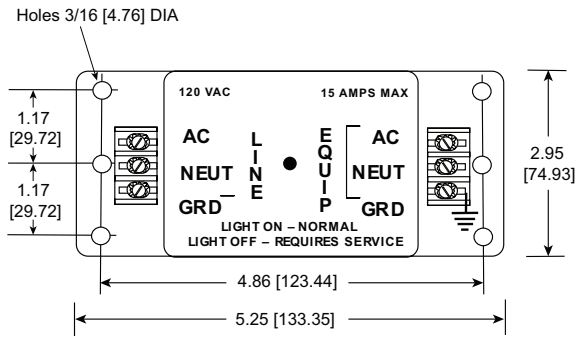 Holes 3/16 [4.76] DIA
120 VAC
15 AMPS MAX
1.17
[29.72]
1.17
[29.72]
AC
NEUT
GRD
LINE
EQUIP
AC
NEUT
GRD
2.95
[74.93]
LIGHT ON – NORMAL
LIGHT OFF – REQUIRES SERVICE
4.86 [123.44]
5.25 [133.35]